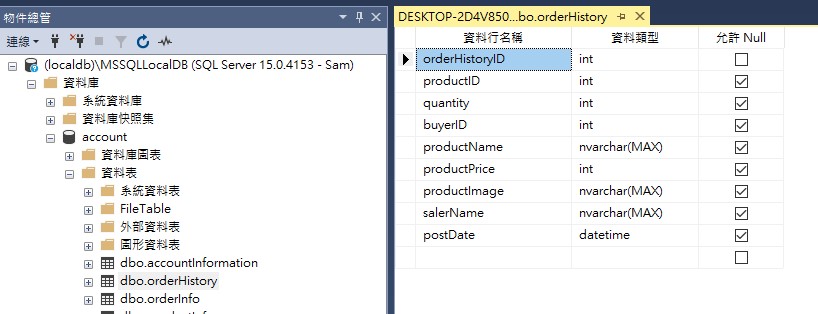 物件總管
連線
(localdb)\MSSQLLocalDB (SQL Server 15.0.4153 - Sam)
資料庫
系統資料庫
資料庫快照集
account
資料庫圖表
資料表
系統資料表
FileTable
外部資料表
圖形資料表
dbo.accountInformation
dbo.orderHistory
dbo.orderInfo
DESKTOP-2D4V850...bo.orderHistory
資料行名稱 資料類型 允許 Null
orderHistoryID int
productID int
quantity int
buyerID int
productName nvarchar(MAX)
productPrice int
productImage nvarchar(MAX)
salerName nvarchar(MAX)
postDate datetime